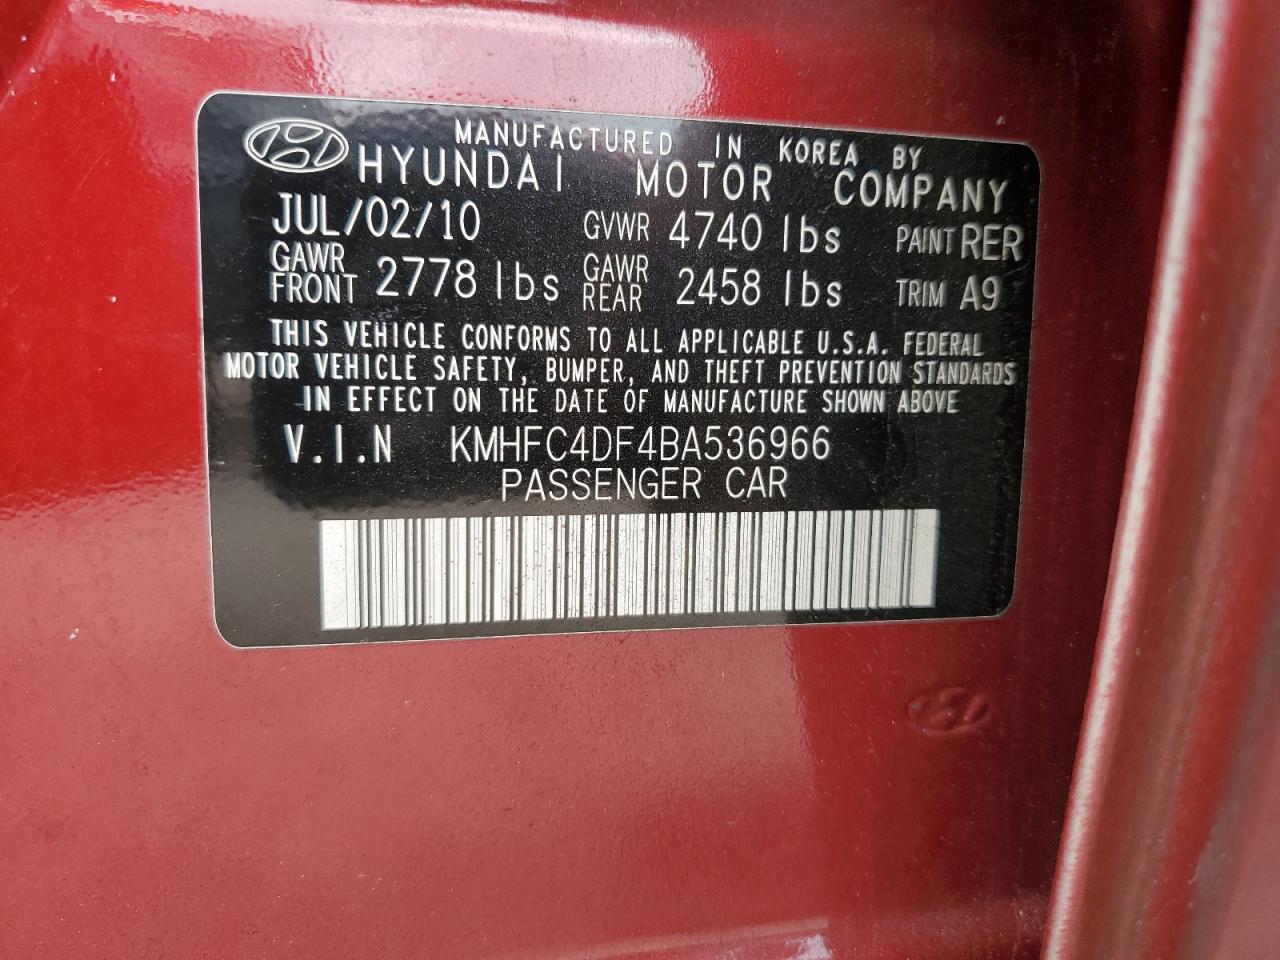 MANUFACTURED IN KOREA BY
HYUNDAI MOTOR COMPANY
JUL/02/10 GVWR 4740 lbs PAINT RER
GAWR FRONT 2778 lbs GAWR REAR 2458 lbs TRIM A9
THIS VEHICLE CONFORMS TO ALL APPLICABLE U.S.A. FEDERAL
MOTOR VEHICLE SAFETY, BUMPER, AND THEFT PREVENTION STANDARDS
IN EFFECT ON THE DATE OF MANUFACTURE SHOWN ABOVE
V.I.N KMHFC4DF4BA536966
PASSENGER CAR